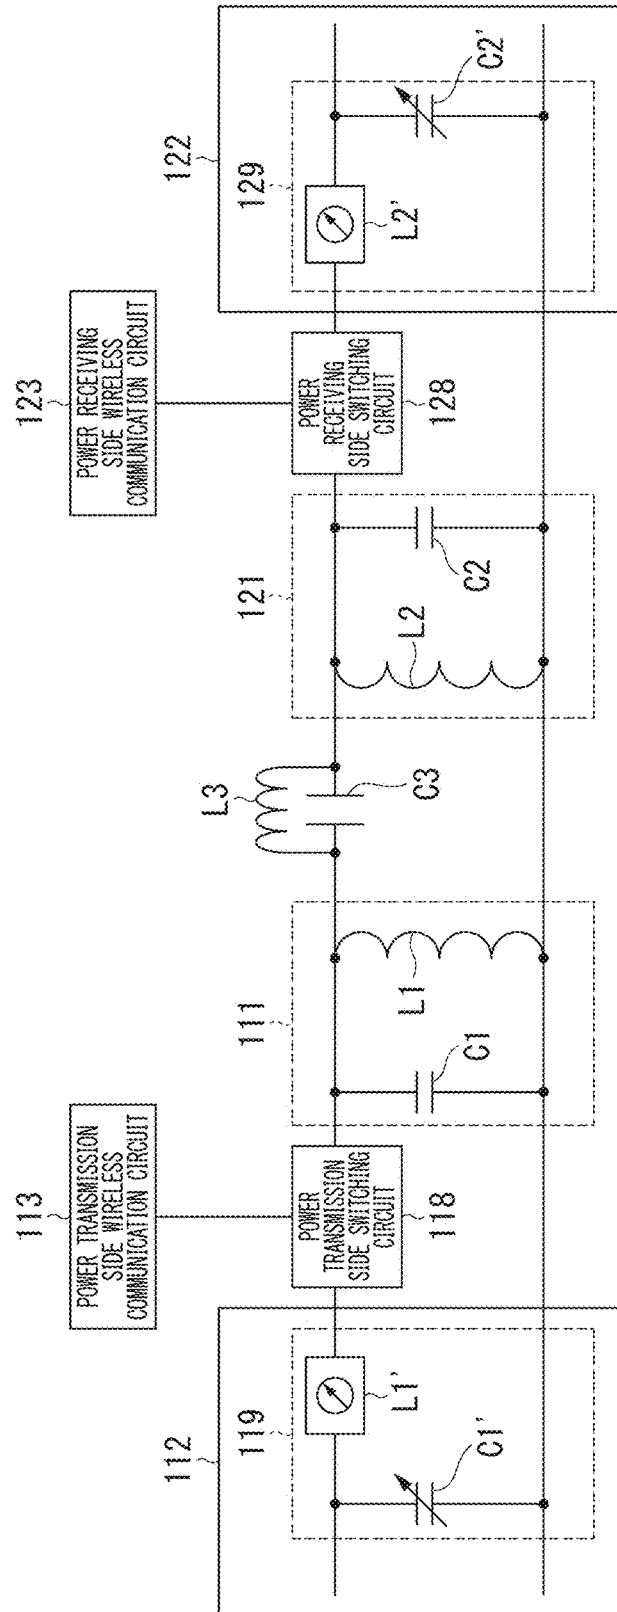 113
POWER TRANSMISSION
SIDE WIRELESS
COMMUNICATION CIRCUIT
123
POWER RECEIVING
SIDE WIRELESS
COMMUNICATION CIRCUIT
112
119
L1'
C1'
POWER
TRANSMISSION
SIDE SWITCHING
CIRCUIT
118
111
C1
L1
L3
C3
121
L2
C2
POWER
RECEIVING
SIDE SWITCHING
CIRCUIT
128
122
129
L2'
C2'